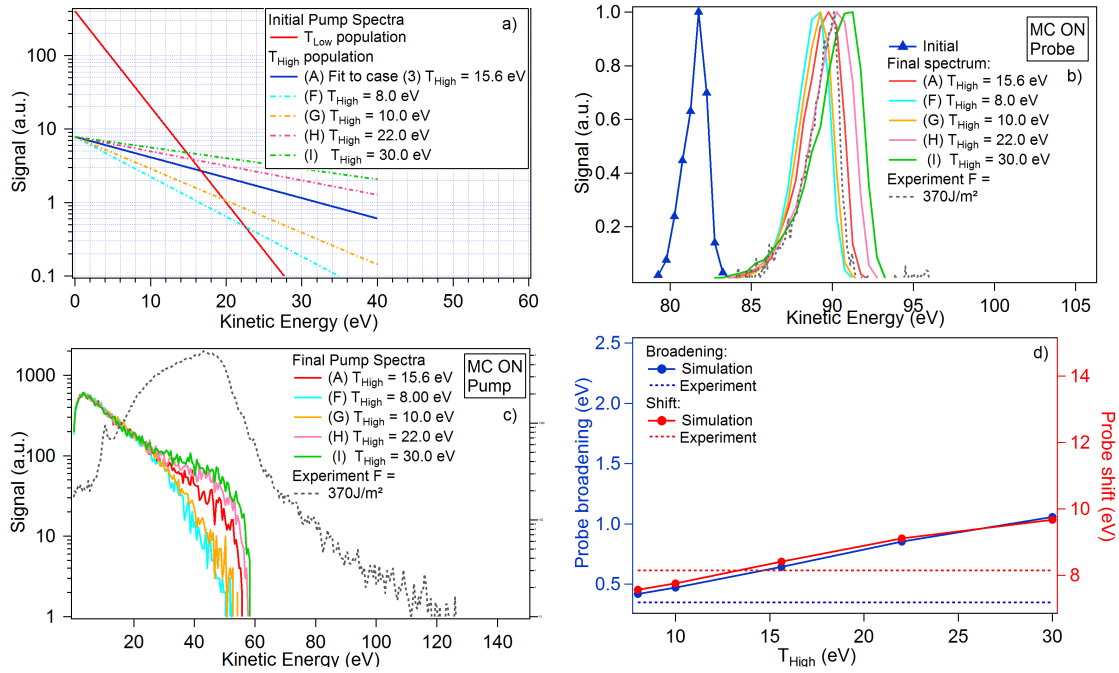 a)
Initial Pump Spectra
T_Low population
T_High population
(A) Fit to case (3) T_High = 15.6 eV
(F) T_High = 8.0 eV
(G) T_High = 10.0 eV
(H) T_High = 22.0 eV
(I) T_High = 30.0 eV
Signal (a.u.)
100
10
1
0.1
0 10 20 30 40 50 60
Kinetic Energy (eV)
MC ON
Probe
b)
Initial
Final spectrum:
(A) T_High = 15.6 eV
(F) T_High = 8.0 eV
(G) T_High = 10.0 eV
(H) T_High = 22.0 eV
(I) T_High = 30.0 eV
Experiment F =
370J/m²
Signal (a.u.)
1.0
0.8
0.6
0.4
0.2
80 85 90 95 100 105
Kinetic Energy (eV)
MC ON
Pump
c)
Final Pump Spectra
(A) T_High = 15.6 eV
(F) T_High = 8.00 eV
(G) T_High = 10.0 eV
(H) T_High = 22.0 eV
(I) T_High = 30.0 eV
Experiment F =
370J/m²
Signal (a.u.)
1000
100
10
1
20 40 60 80 100 120 140
Kinetic Energy (eV)
d)
Broadening:
Simulation
Experiment
Shift:
Simulation
Experiment
Probe broadening (eV)
2.5
2.0
1.5
1.0
0.5
Probe shift (eV)
14
12
10
8
10 15 20 25 30
T_High (eV)